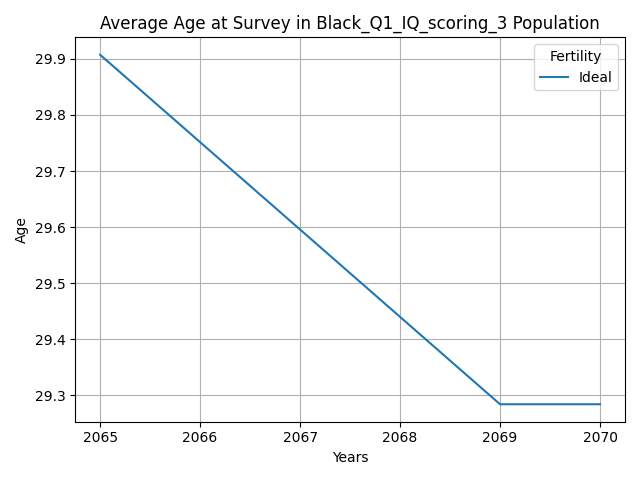 Average Age at Survey in Black_Q1_IQ_scoring_3 Population
Fertility
Ideal
29.9
29.8
29.7
29.6
29.5
29.4
29.3
Age
2065 2066 2067 2068 2069 2070
Years